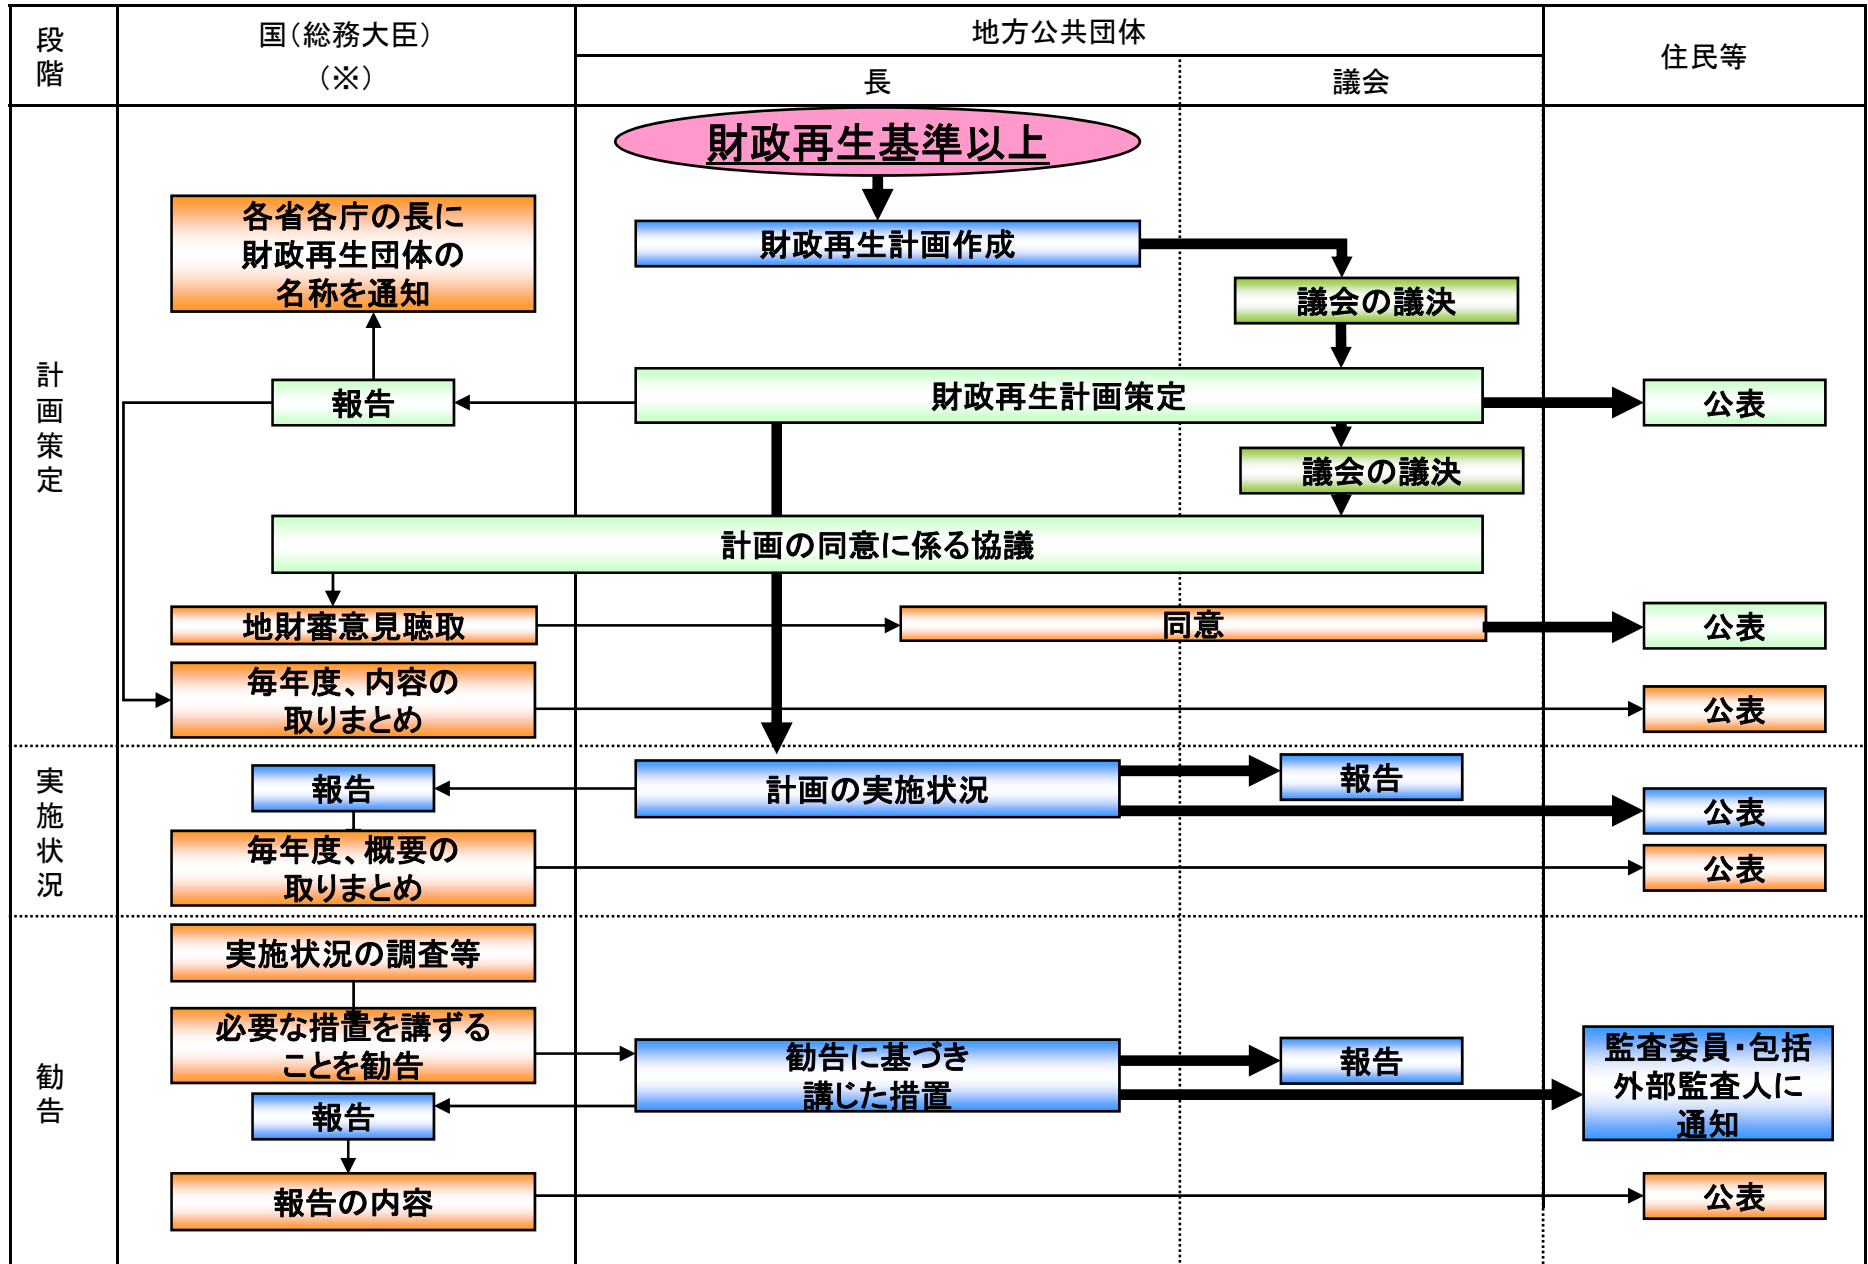 段階
国（総務大臣）
（※）
地方公共団体
長
議会
住民等
計画策定
財政再生基準以上
各省各庁の長に
財政再生団体の
名称を通知
財政再生計画作成
議会の議決
報告
財政再生計画策定
公表
議会の議決
計画の同意に係る協議
地財審意見聴取
同意
公表
毎年度、内容の
取りまとめ
公表
実施状況
報告
計画の実施状況
報告
公表
毎年度、概要の
取りまとめ
公表
勧告
実施状況の調査等
必要な措置を講ずる
ことを勧告
勧告に基づき
講じた措置
報告
監査委員・包括
外部監査人に
通知
報告
報告の内容
公表